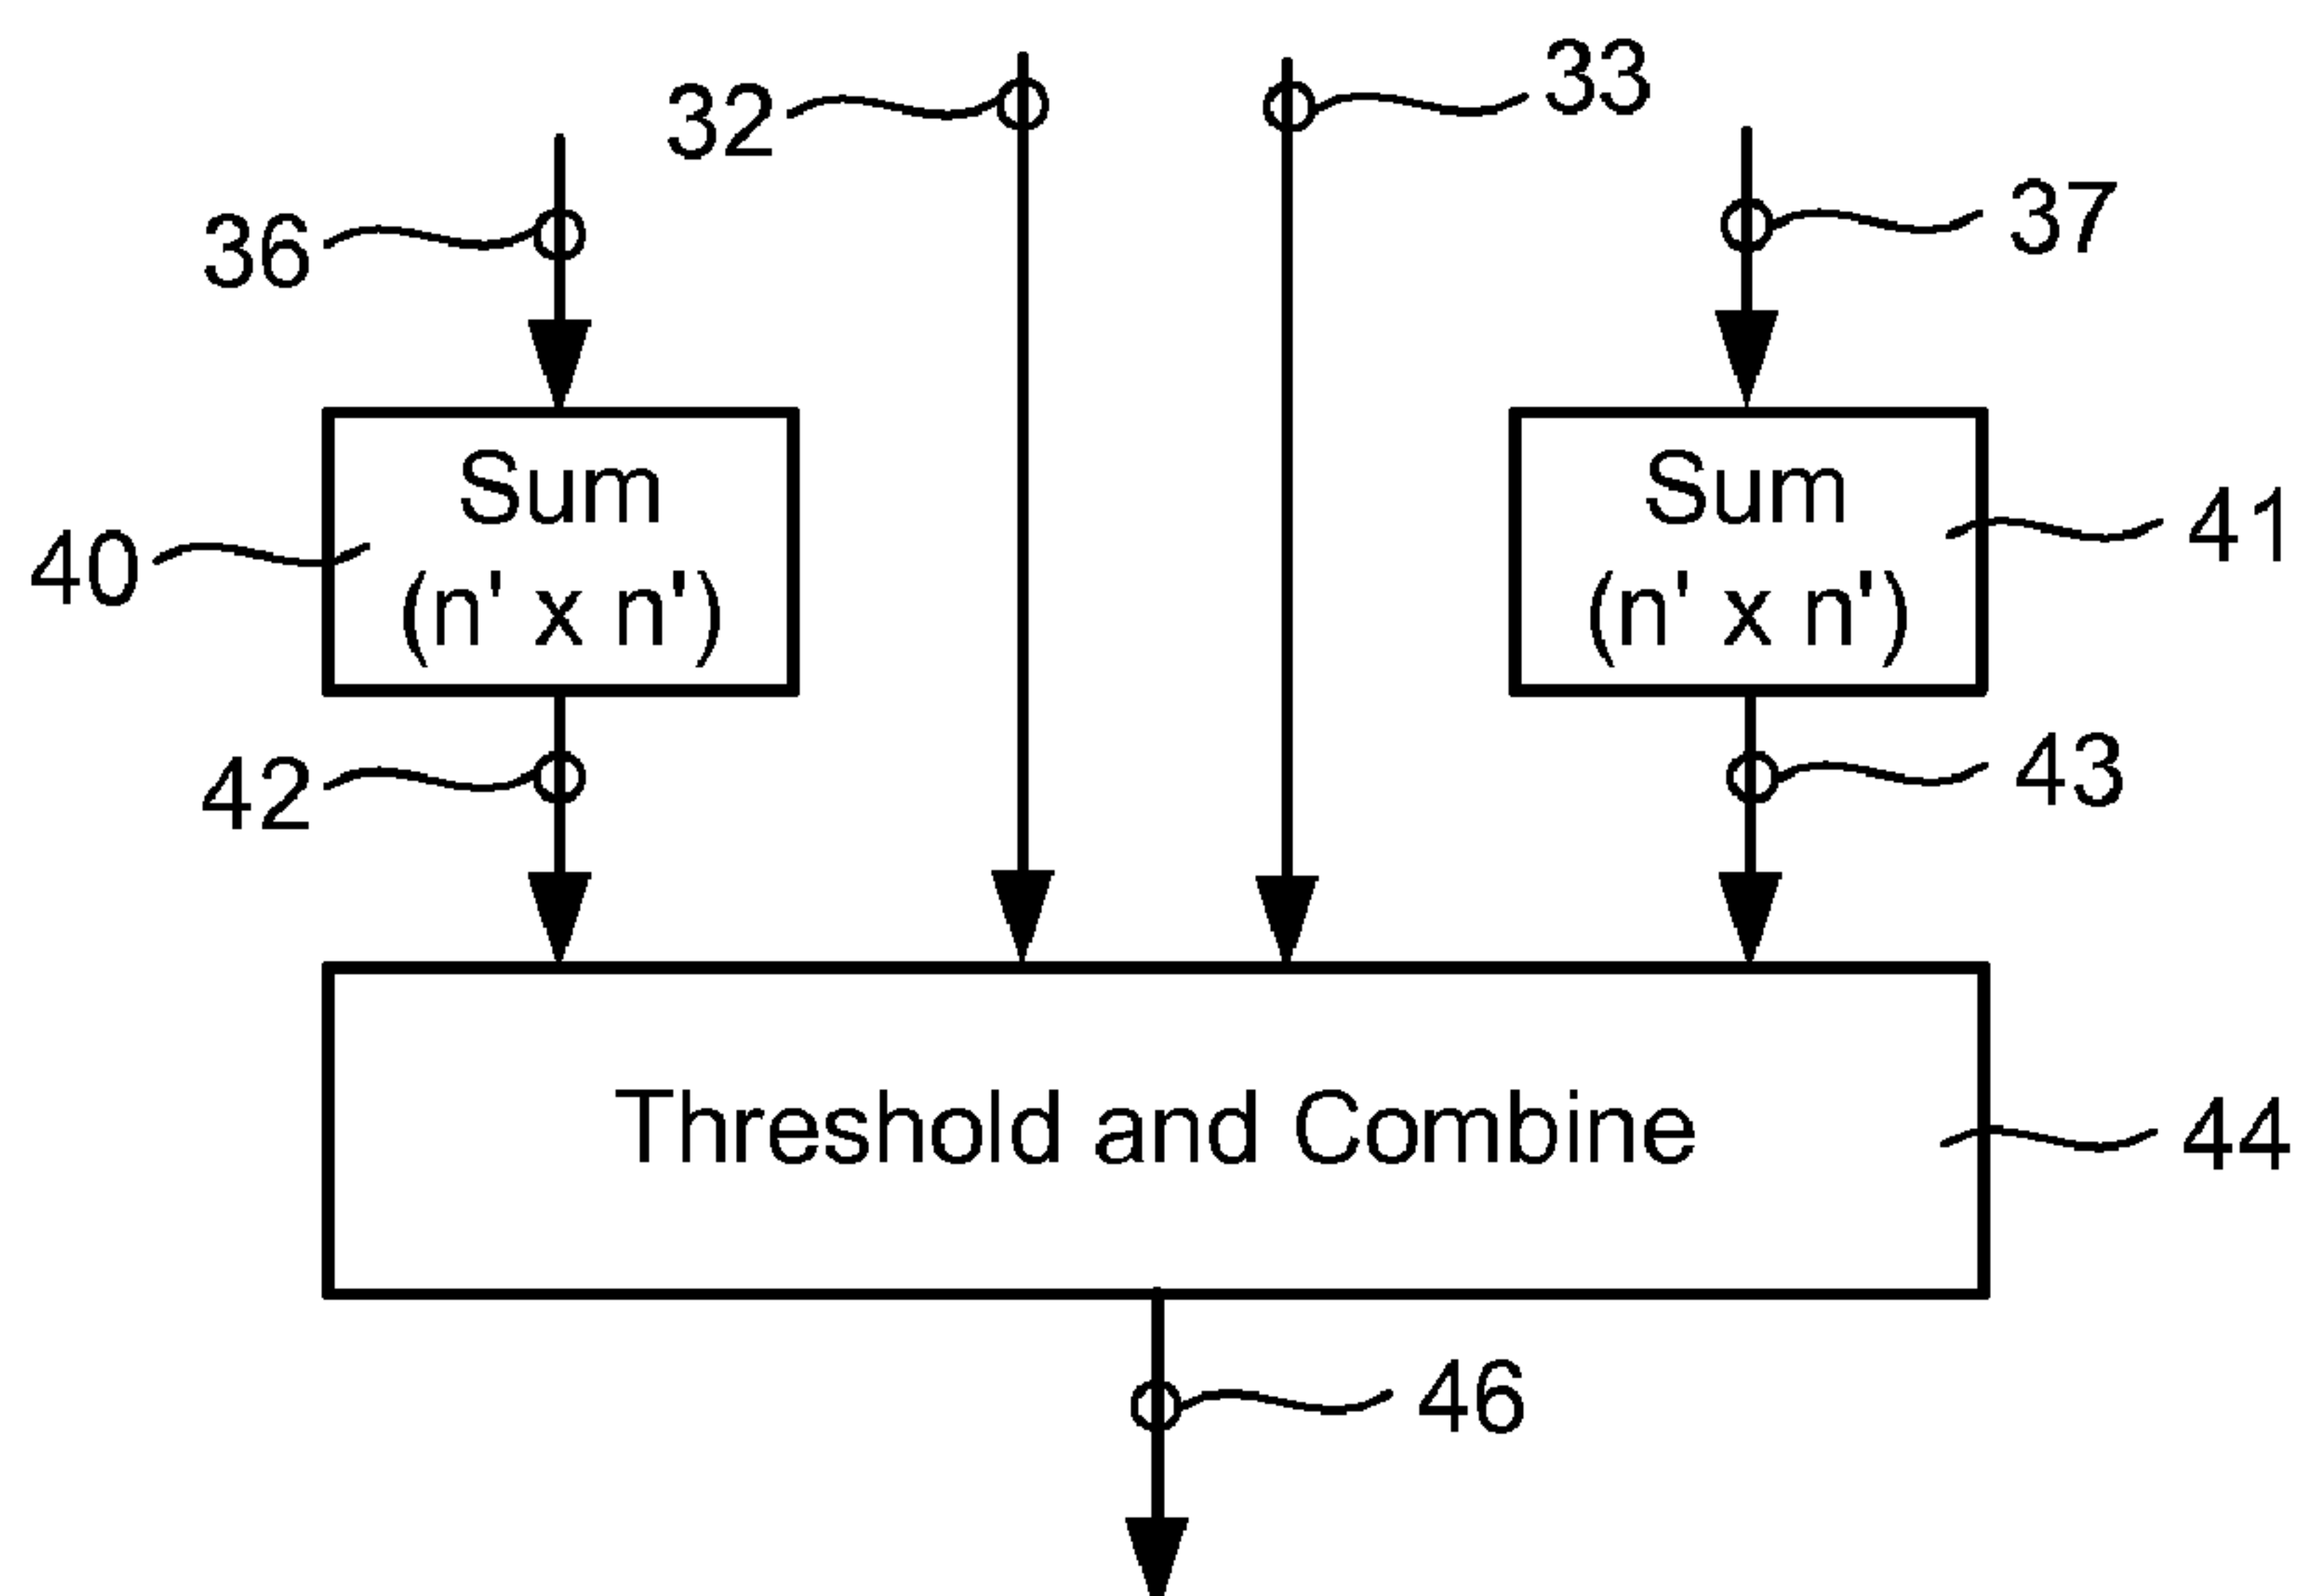 33
32
37
36
Sum
(n' x n')
Sum
(n' x n')
41
40
43
42
Threshold and Combine
44
46